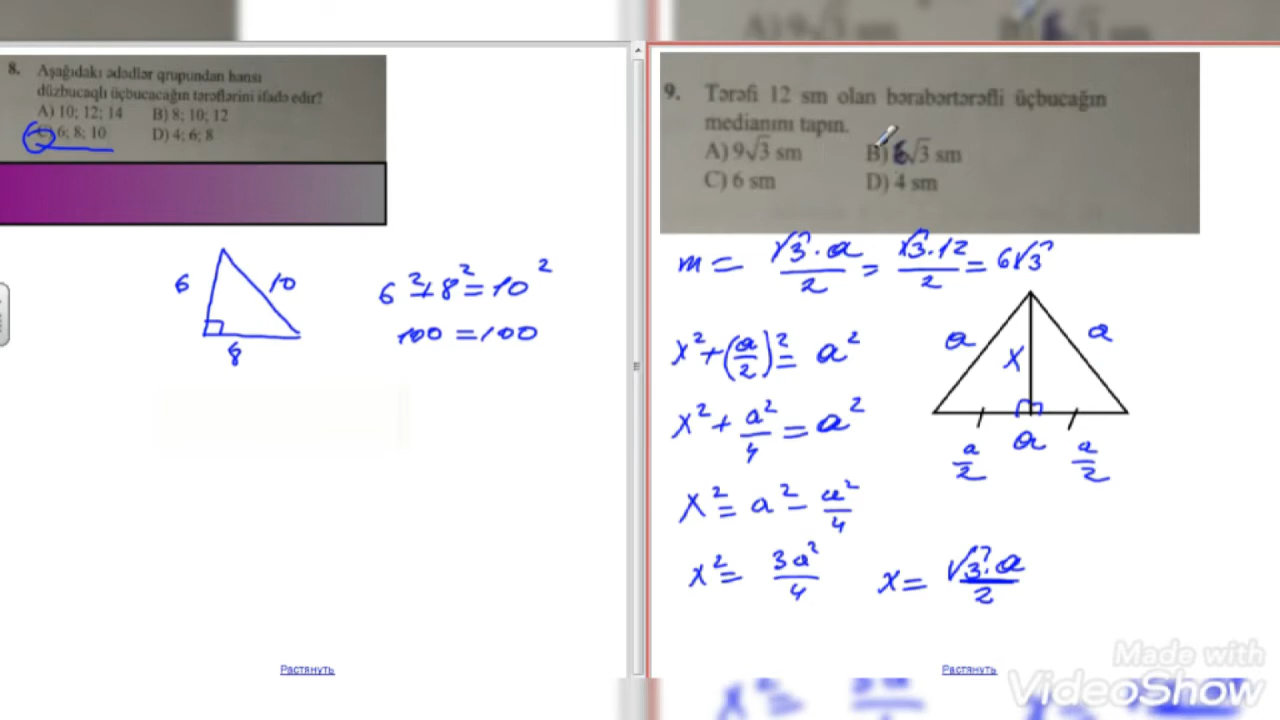 8. Aşağıdakı ədədlər qrupundan hansı
düzbucaqlı üçbucağın tərəflərini ifadə edir?
A) 10; 12; 14 B) 8; 10; 12
6; 8; 10 D) 4; 6; 8
6
10
8
6² + 8² = 10²
100 = 100
Растянуть
A) 9√3 sm
9. Tərəfi 12 sm olan bərabərtərəfli üçbucağın
medianını tapın.
A) 9√3 sm B) 6√3 sm
C) 6 sm D) 4 sm
m = √3·a/2 = √3·12/2 = 6√3
x² + (a/2)² = a²
x² + a²/4 = a²
x² = a² - a²/4
x² = 3a²/4 x = √3·a/2
a
x
a
a/2
a
a/2
Растянуть
Made with
VideoShow